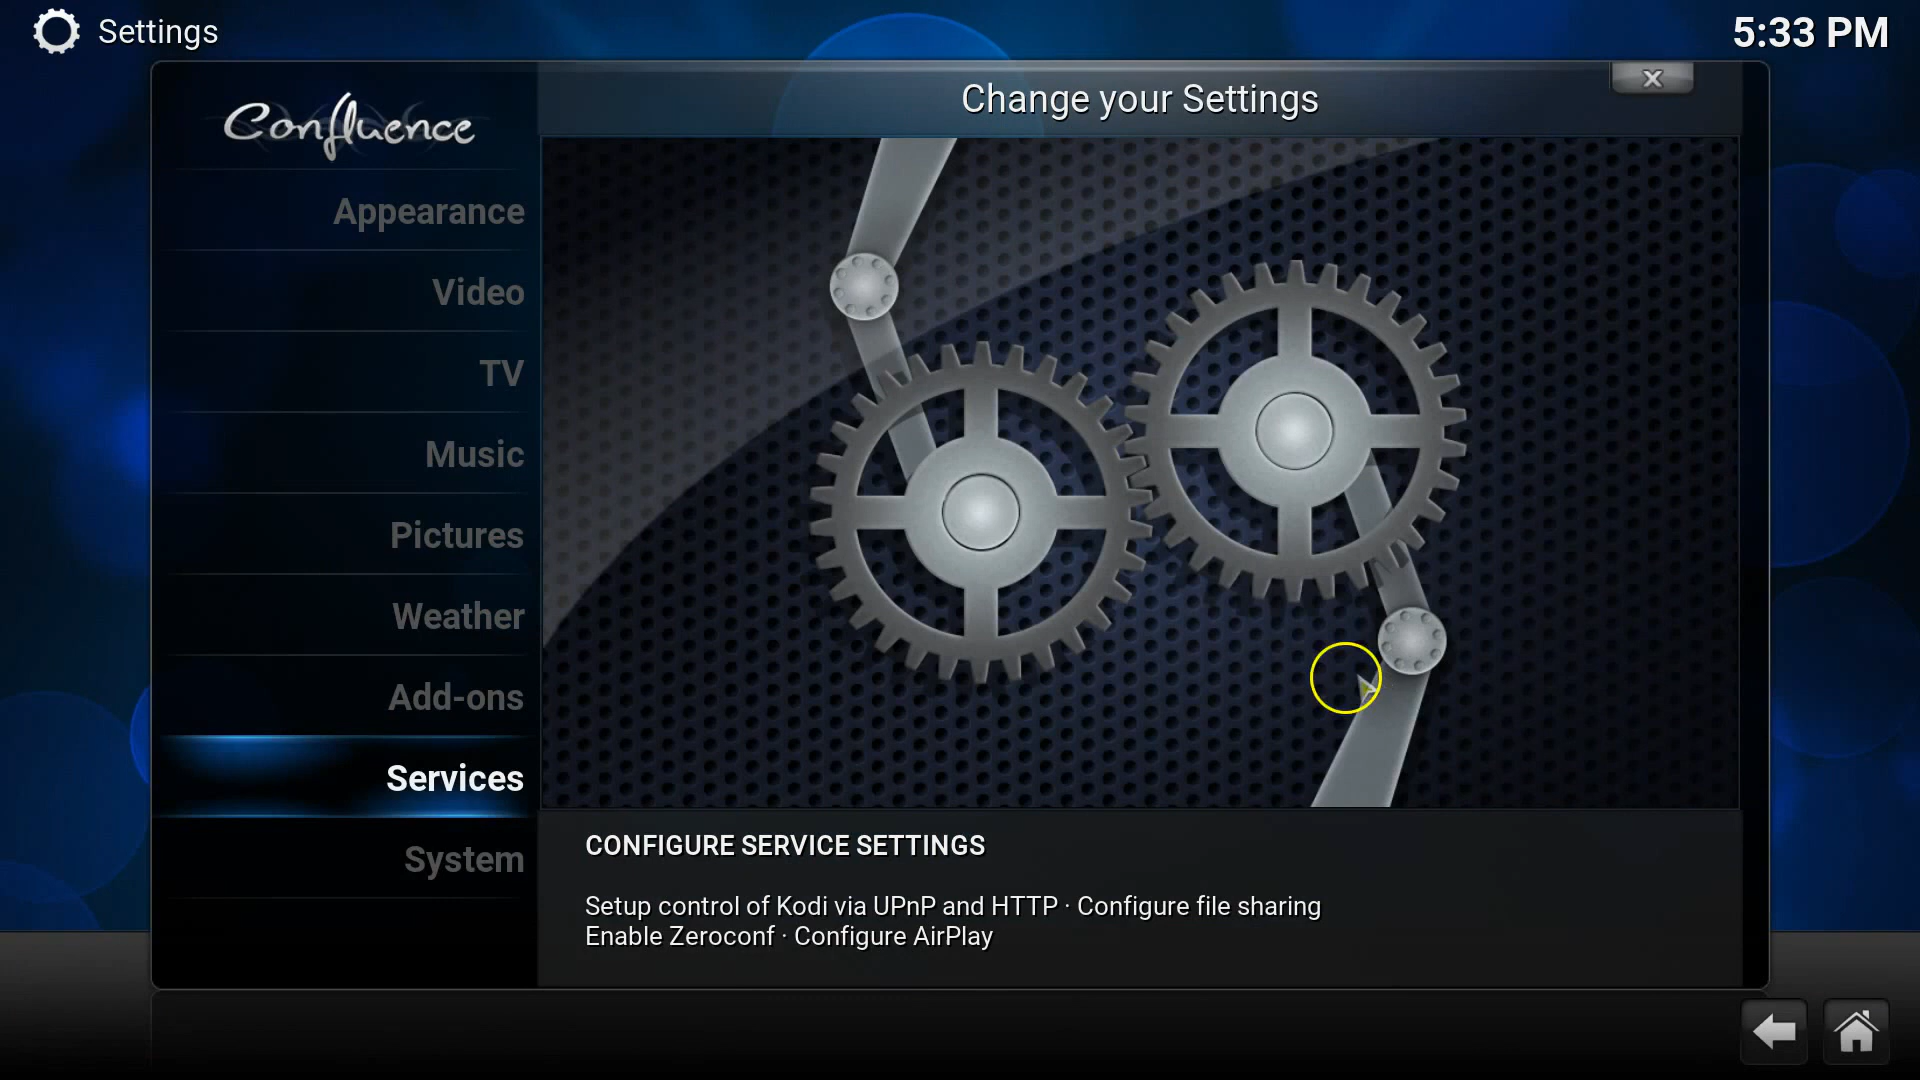 Settings
5:33 PM
Confluence
Change your Settings
X
Appearance
Video
TV
Music
Pictures
Weather
Add-ons
Services
System
CONFIGURE SERVICE SETTINGS
Setup control of Kodi via UPnP and HTTP · Configure file sharing
Enable Zeroconf · Configure AirPlay